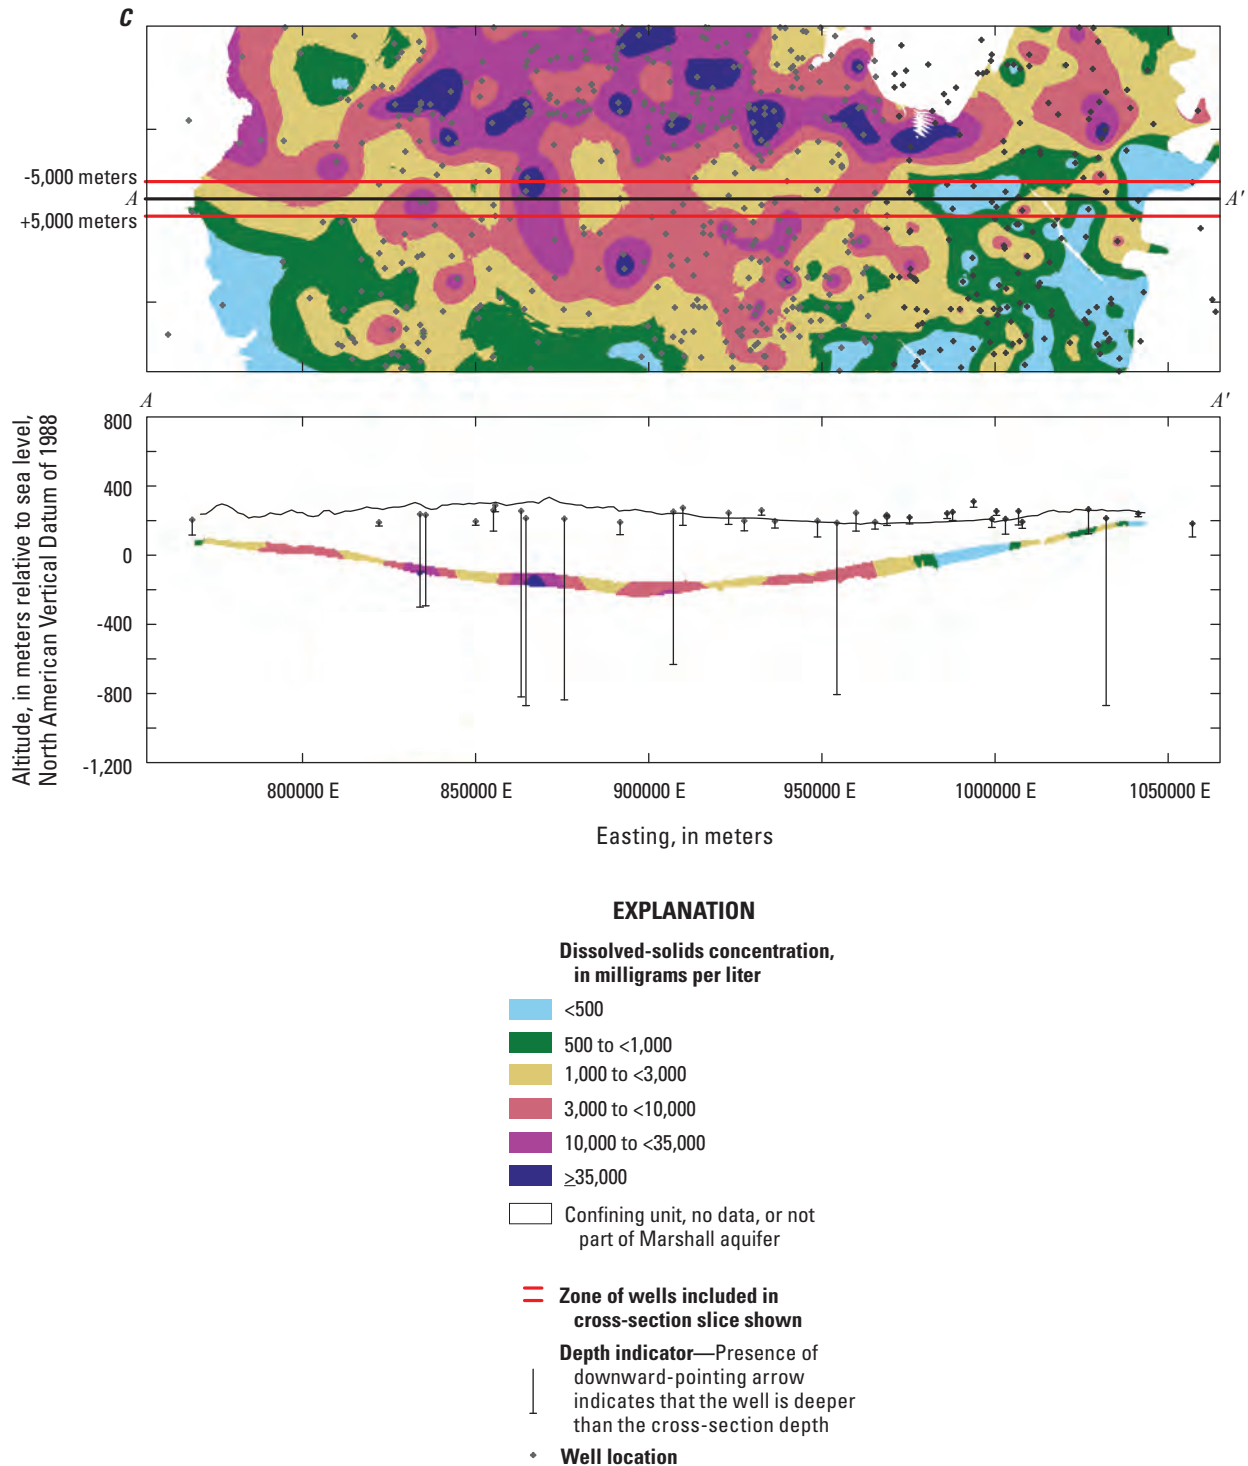 C
-5,000 meters
A
A′
+5,000 meters
A
A′
Altitude, in meters relative to sea level,
North American Vertical Datum of 1988
800
400
0
-400
-800
-1,200
800000 E
850000 E
900000 E
950000 E
1000000 E
1050000 E
Easting, in meters
EXPLANATION
Dissolved-solids concentration,
in milligrams per liter
<500
500 to <1,000
1,000 to <3,000
3,000 to <10,000
10,000 to <35,000
≥35,000
Confining unit, no data, or not
part of Marshall aquifer
Zone of wells included in
cross-section slice shown
Depth indicator—Presence of
downward-pointing arrow
indicates that the well is deeper
than the cross-section depth
Well location